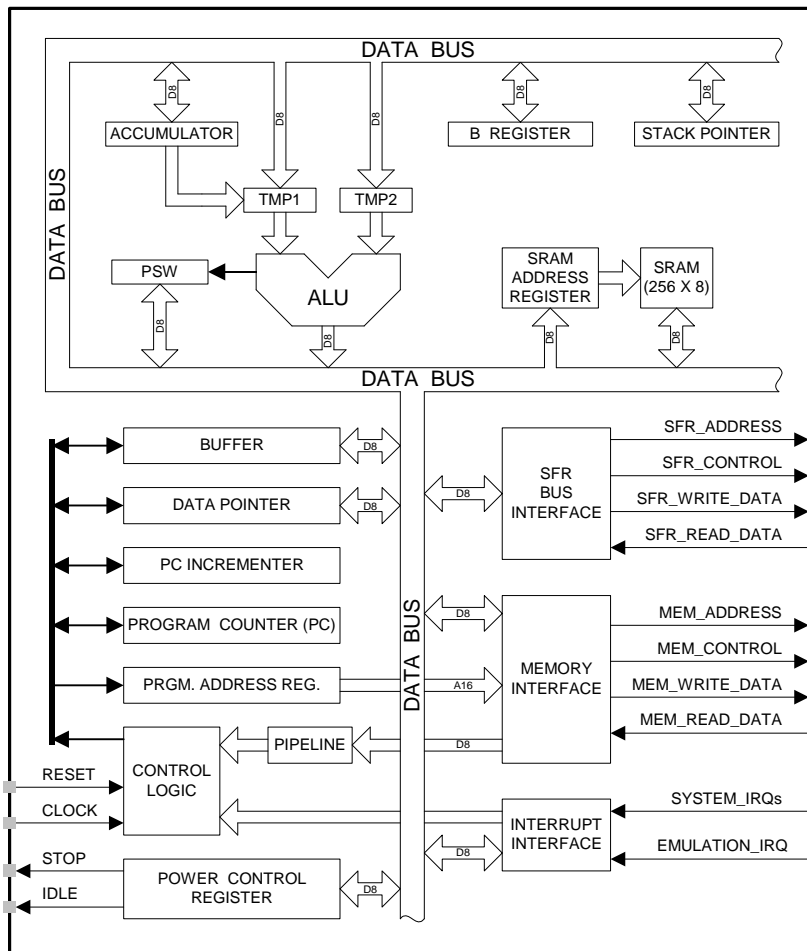 DATA BUS
D8
D8
D8
D8
D8
ACCUMULATOR
B REGISTER
STACK POINTER
DATA BUS
TMP1
TMP2
PSW
ALU
SRAM
ADDRESS
REGISTER
SRAM
(256 X 8)
D8
D8
D8
D8
DATA BUS
BUFFER
D8
SFR_ADDRESS
SFR_CONTROL
SFR
BUS
INTERFACE
D8
DATA POINTER
D8
SFR_WRITE_DATA
SFR_READ_DATA
PC INCREMENTER
DATA BUS
D8
PROGRAM COUNTER (PC)
MEM_ADDRESS
MEM_CONTROL
MEMORY
INTERFACE
PRGM. ADDRESS REG.
A16
MEM_WRITE_DATA
MEM_READ_DATA
PIPELINE
D8
CONTROL
LOGIC
RESET
CLOCK
SYSTEM_IRQs
INTERRUPT
INTERFACE
EMULATION_IRQ
D8
STOP
IDLE
POWER CONTROL
REGISTER
D8